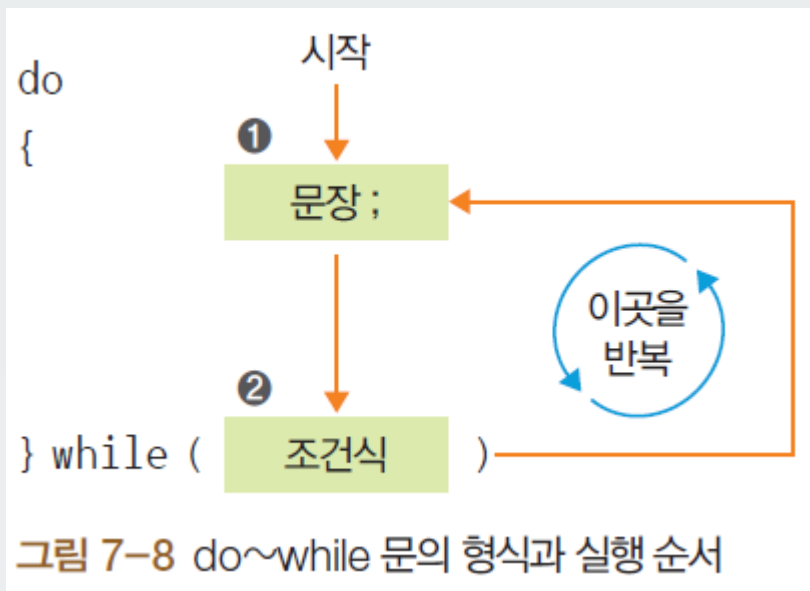 시작
do
{
❶
문장 ;
이곳을
반복
❷
} while ( 조건식 )
그림 7-8 do~while 문의 형식과 실행 순서